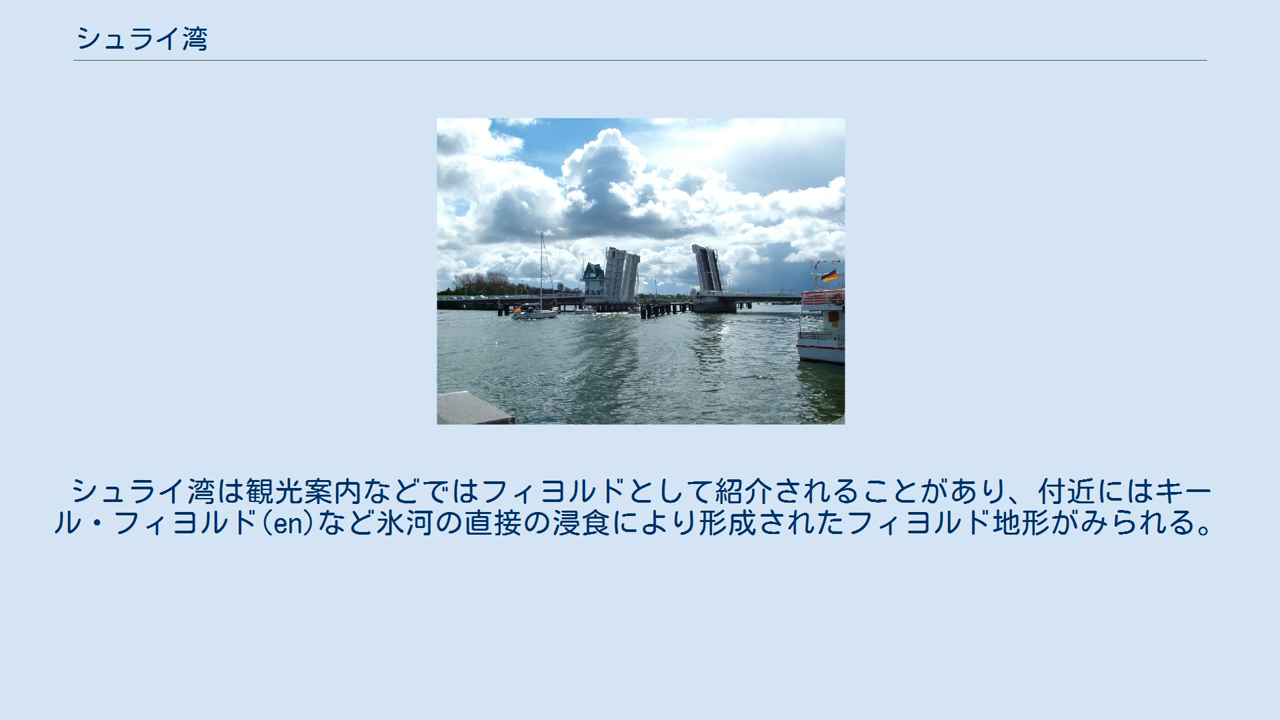 シュライ湾
シュライ湾は観光案内などではフィヨルドとして紹介されることがあり、付近にはキー
ル・フィヨルド(en)など氷河の直接の浸食により形成されたフィヨルド地形がみられる。